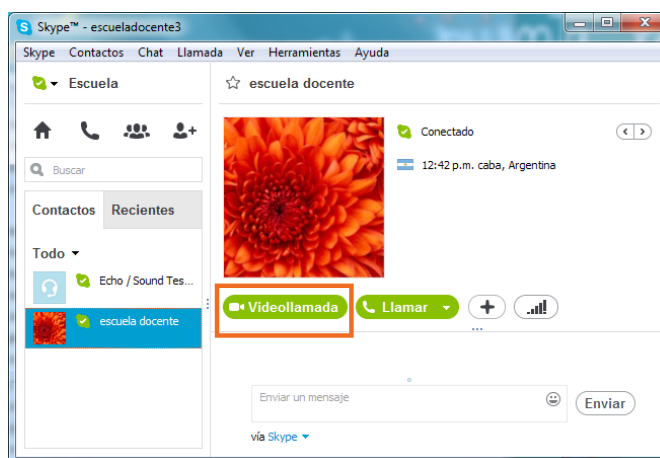 Skype™ - escueladocente3
Skype Contactos Chat Llamada Ver Herramientas Ayuda
Escuela
escuela docente
Conectado
12:42 p.m. caba, Argentina
Buscar
Contactos Recientes
Todo
Echo / Sound Tes...
escuela docente
Videollamada
Llamar
Enviar un mensaje
Enviar
vía Skype